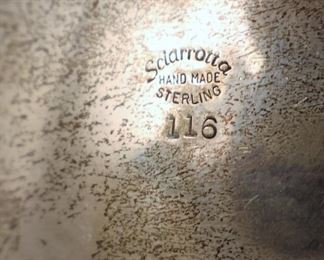 Sciarrotta
HAND MADE
STERLING
116